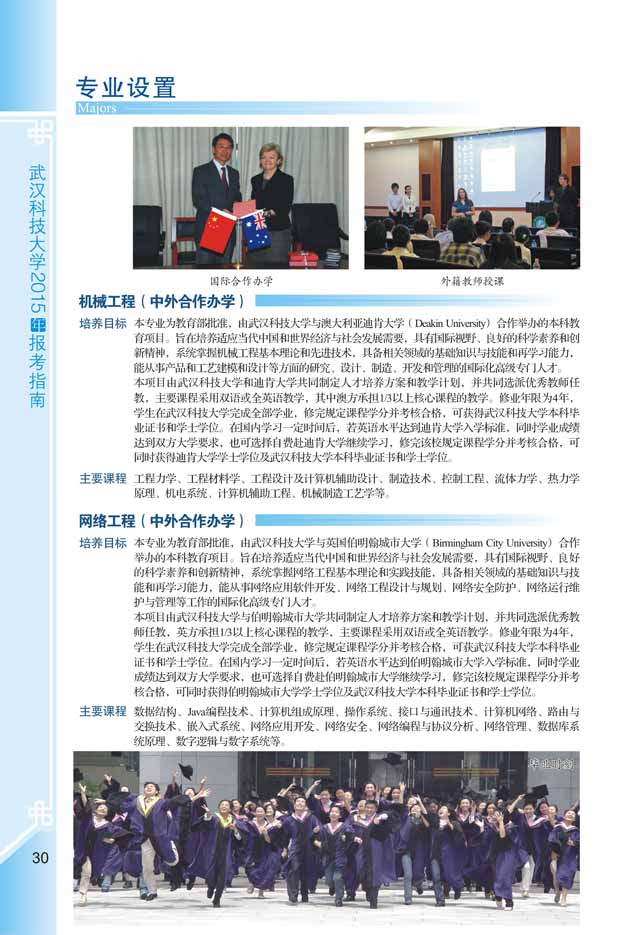 专业设置
Majors
国际合作办学
外籍教师授课
机械工程（中外合作办学）
培养目标 本专业为教育部批准，由武汉科技大学与澳大利亚迪肯大学（Deakin University）合作举办的本科教
育项目。旨在培养适应当代中国和世界经济与社会发展需要，具有国际视野、良好的科学素养和创
新精神，系统掌握机械工程基本理论和先进技术，具备相关领域的基础知识与技能和再学习能力，
能从事产品和工艺建模和设计等方面的研究、设计、制造、开发和管理的国际化高级专门人才。
本项目由武汉科技大学和迪肯大学共同制定人才培养方案和教学计划，并共同选派优秀教师任
教，主要课程采用双语或全英语教学，其中澳方承担1/3以上核心课程的教学。修业年限为4年，
学生在武汉科技大学完成全部学业，修完规定课程学分并考核合格，可获得武汉科技大学本科毕
业证书和学士学位。在国内学习一定时间后，若英语水平达到迪肯大学入学标准，同时学业成绩
达到双方大学要求，也可选择自费赴迪肯大学继续学习，修完该校规定课程学分并考核合格，可
同时获得迪肯大学学士学位及武汉科技大学本科毕业证书和学士学位。
主要课程 工程力学、工程材料学、工程设计及计算机辅助设计、制造技术、控制工程、流体力学、热力学
原理、机电系统、计算机辅助工程、机械制造工艺学等。
网络工程（中外合作办学）
培养目标 本专业为教育部批准，由武汉科技大学与英国伯明翰城市大学（Birmingham City University）合作
举办的本科教育项目。旨在培养适应当代中国和世界经济与社会发展需要，具有国际视野、良好
的科学素养和创新精神，系统掌握网络工程基本理论和实践技能，具备相关领域的基础知识与技
能和再学习能力，能从事网络应用软件开发、网络工程设计与规划、网络安全防护、网络运行维
护与管理等工作的国际化高级专门人才。
本项目由武汉科技大学与伯明翰城市大学共同制定人才培养方案和教学计划，并共同选派优秀教
师任教，英方承担1/3以上核心课程的教学，主要课程采用双语或全英语教学。修业年限为4年，
学生在武汉科技大学完成全部学业，修完规定课程学分并考核合格，可获武汉科技大学本科毕业
证书和学士学位。在国内学习一定时间后，若英语水平达到伯明翰城市大学入学标准，同时学业
成绩达到双方大学要求，也可选择自费赴伯明翰城市大学继续学习，修完该校规定课程学分并考
核合格，可同时获得伯明翰城市大学学士学位及武汉科技大学本科毕业证书和学士学位。
主要课程 数据结构、Java编程技术、计算机组成原理、操作系统、接口与通讯技术、计算机网络、路由与
交换技术、嵌入式系统、网络应用开发、网络安全、网络编程与协议分析、网络管理、数据库系
统原理、数字逻辑与数字系统等。
毕业时刻
武汉科技大学2015年报考指南
30